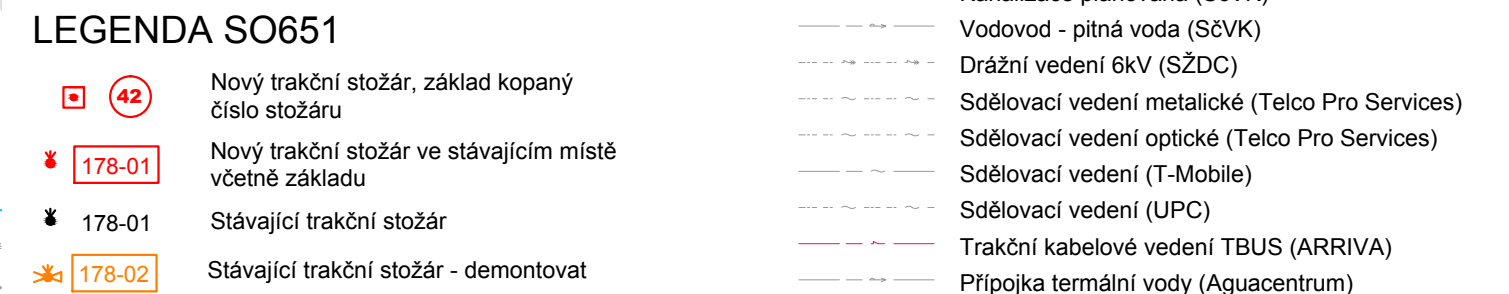 LEGENDA SO651
42
Nový trakční stožár, základ kopaný
číslo stožáru
178-01
Nový trakční stožár ve stávajícím místě
včetně základu
178-01
Stávající trakční stožár
178-02
Stávající trakční stožár - demontovat
Vodovod - pitná voda (SčVK)
Drážní vedení 6kV (SŽDC)
Sdělovací vedení metalické (Telco Pro Services)
Sdělovací vedení optické (Telco Pro Services)
Sdělovací vedení (T-Mobile)
Sdělovací vedení (UPC)
Trakční kabelové vedení TBUS (ARRIVA)
Přípojka termální vody (Aguacentrum)